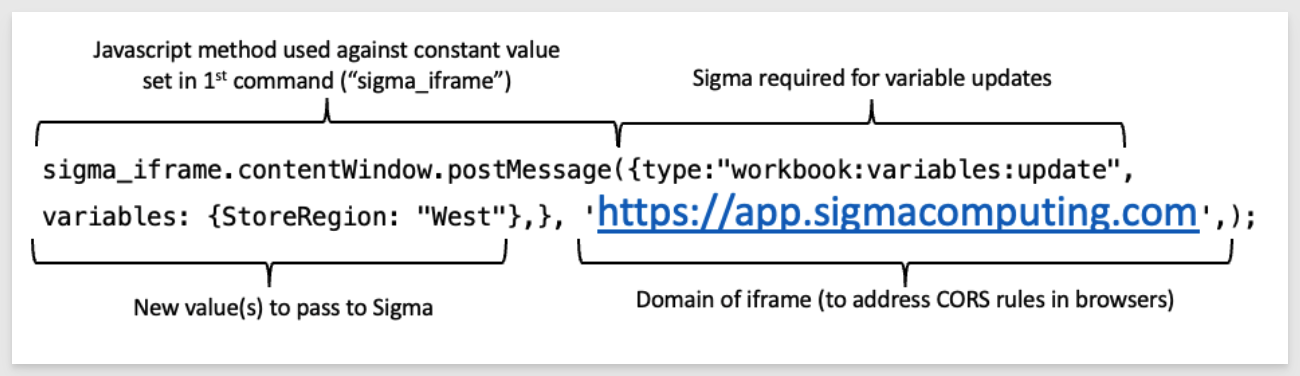 Javascript method used against constant value
set in 1st command (“sigma_iframe”)
Sigma required for variable updates
sigma_iframe.contentWindow.postMessage({type:"workbook:variables:update",
variables: {StoreRegion: "West"},}, 'https://app.sigmacomputing.com',);
New value(s) to pass to Sigma
Domain of iframe (to address CORS rules in browsers)